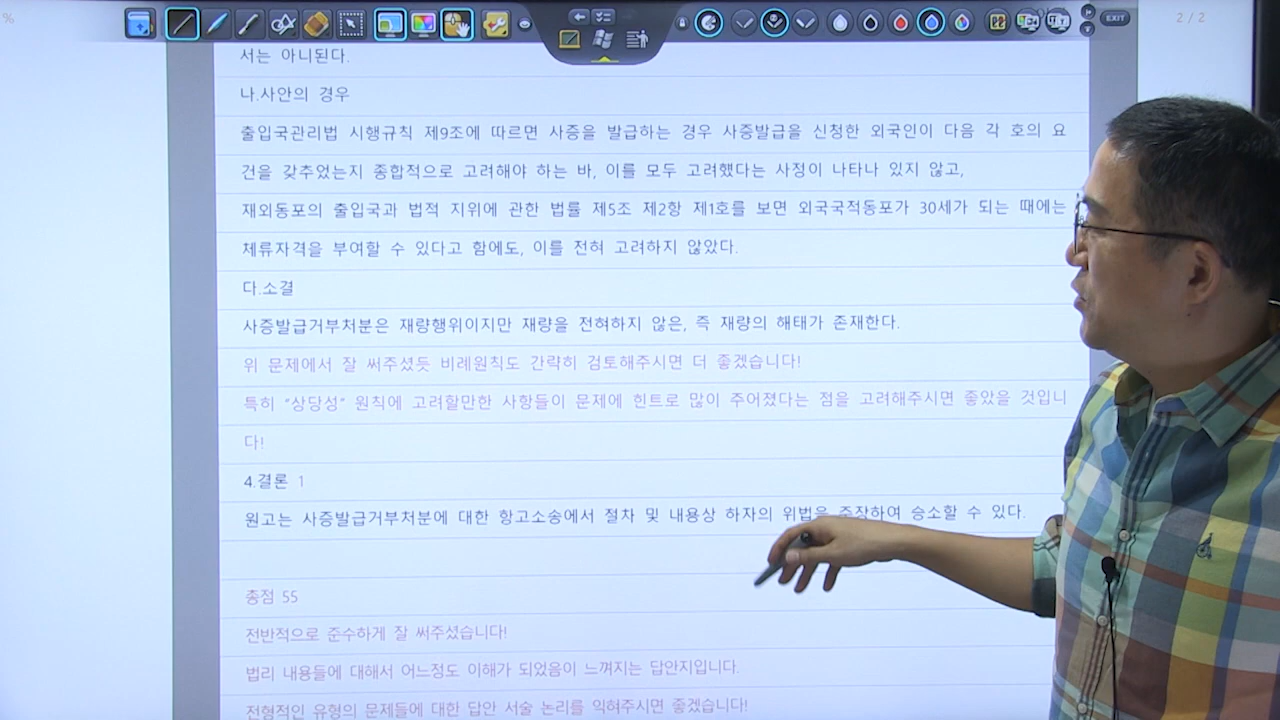 %
EXIT
2 / 2
서는 아니된다.
나.사안의 경우
출입국관리법 시행규칙 제9조에 따르면 사증을 발급하는 경우 사증발급을 신청한 외국인이 다음 각 호의 요
건을 갖추었는지 종합적으로 고려해야 하는 바, 이를 모두 고려했다는 사정이 나타나 있지 않고,
재외동포의 출입국과 법적 지위에 관한 법률 제5조 제2항 제1호를 보면 외국국적동포가 30세가 되는 때에는
체류자격을 부여할 수 있다고 함에도, 이를 전혀 고려하지 않았다.
다.소결
사증발급거부처분은 재량행위이지만 재량을 전혀하지 않은, 즉 재량의 해태가 존재한다.
위 문제에서 잘 써주셨듯 비례원칙도 간략히 검토해주시면 더 좋겠습니다!
특히 “상당성” 원칙에 고려할만한 사항들이 문제에 힌트로 많이 주어졌다는 점을 고려해주시면 좋았을 것입니
다!
4.결론 1
원고는 사증발급거부처분에 대한 항고소송에서 절차 및 내용상 하자의 위법을 주장하여 승소할 수 있다.
총점 55
전반적으로 준수하게 잘 써주셨습니다!
법리 내용들에 대해서 어느정도 이해가 되었음이 느껴지는 답안지입니다.
전형적인 유형의 문제들에 대한 답안 서술 논리를 익혀주시면 좋겠습니다!